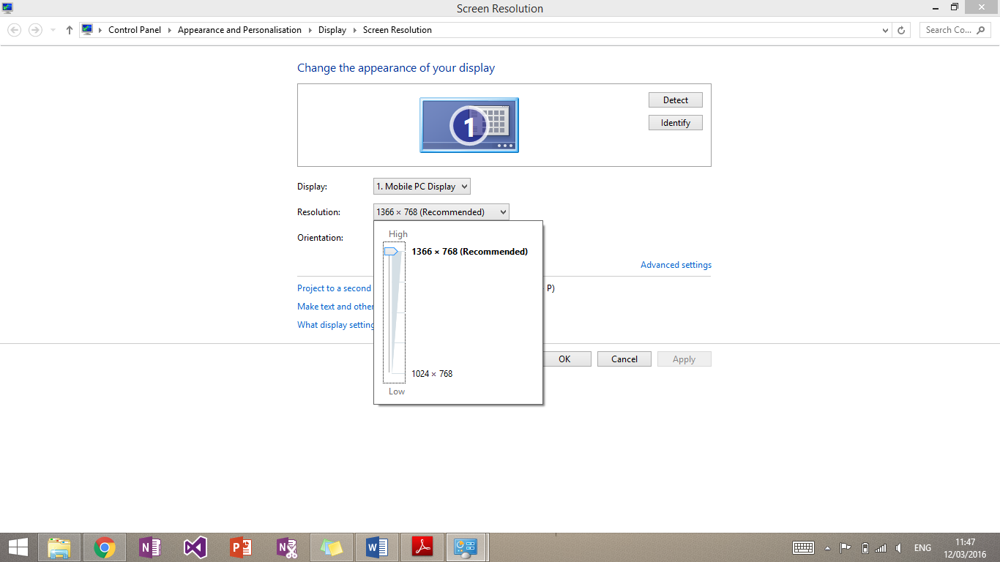 Screen Resolution
Control Panel Appearance and Personalisation Display Screen Resolution
Search Co...
Change the appearance of your display
1
Detect
Identify
Display: 1. Mobile PC Display
Resolution: 1366 × 768 (Recommended)
High
Orientation:
1366 × 768 (Recommended)
Advanced settings
Project to a second P)
Make text and other
What display setting
1024 × 768
Low
OK Cancel Apply
N P N W
ENG
11:47
12/03/2016